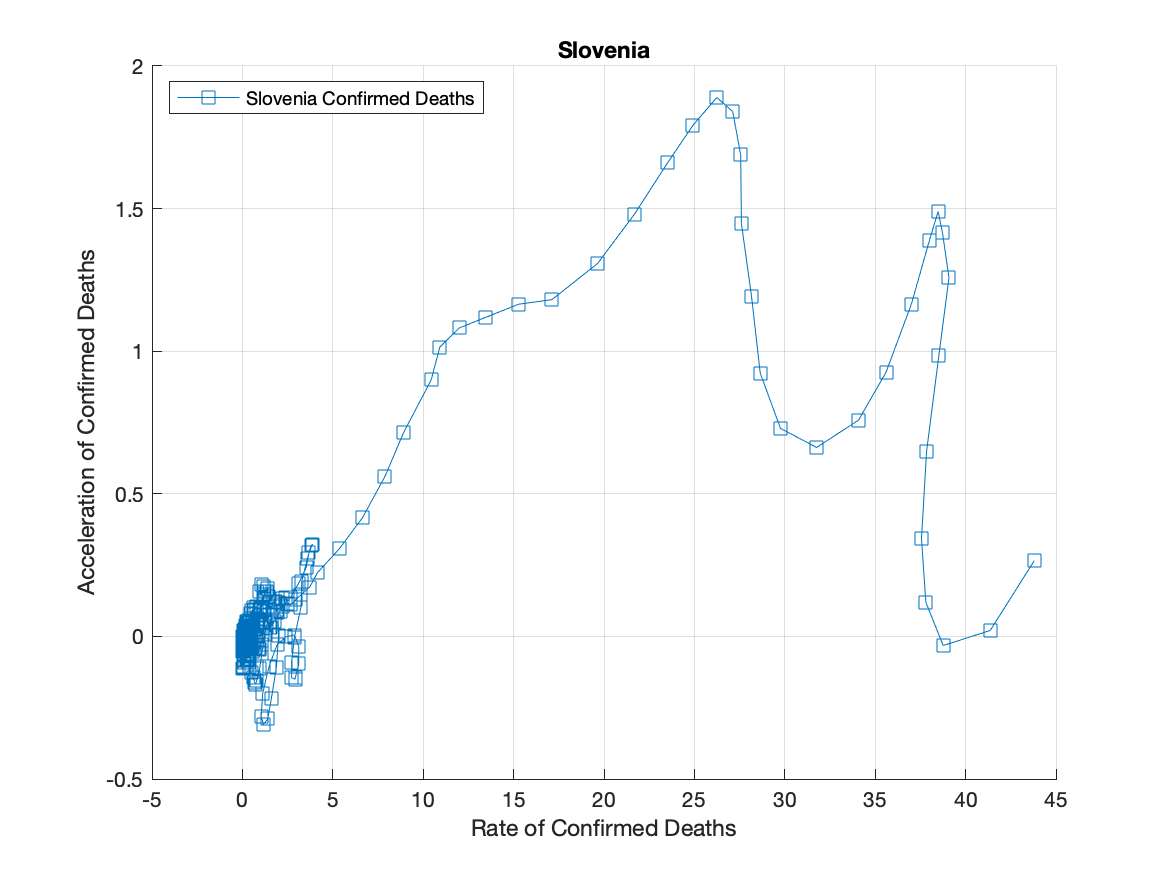 Slovenia
Slovenia Confirmed Deaths
2
1.5
1
0.5
0
-0.5
Acceleration of Confirmed Deaths
-5 0 5 10 15 20 25 30 35 40 45
Rate of Confirmed Deaths